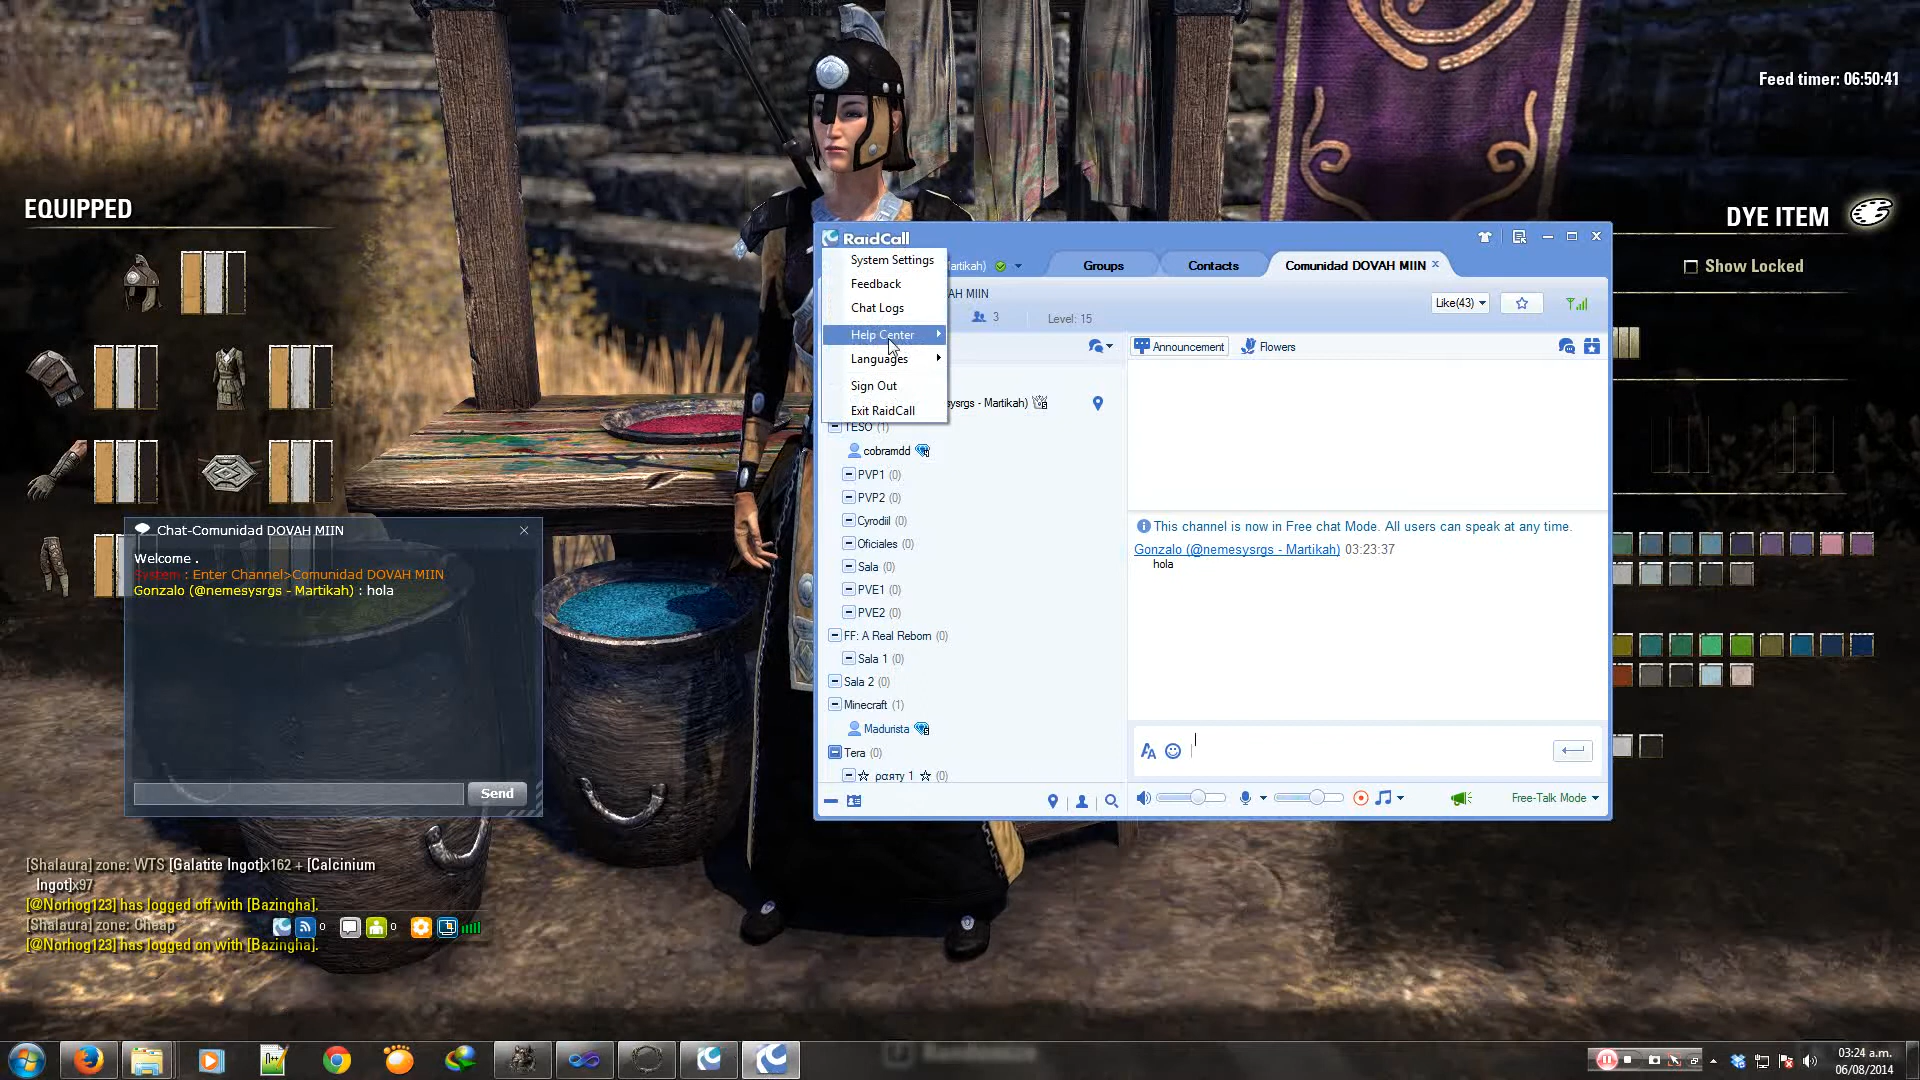 Feed timer: 06:50:41
EQUIPPED
DYE ITEM
Show Locked
RaidCall
System Settings
Feedback
Chat Logs
Help Center
Languages
Sign Out
Exit RaidCall
artikah)
Groups
Contacts
Comunidad DOVAH MIIN
AH MIIN
3
Level: 15
Like(43)
Announcement
Flowers
sysrgs - Martikah)
TESO (1)
cobramdd
PVP1 (0)
PVP2 (0)
Cyrodiil (0)
Oficiales (0)
Sala (0)
PVE1 (0)
PVE2 (0)
FF: A Real Reborn (0)
Sala 1 (0)
Sala 2 (0)
Minecraft (1)
Madurista
Tera (0)
☆ ραятy 1 ☆ (0)
This channel is now in Free chat Mode. All users can speak at any time.
Gonzalo (@nemesysrgs - Martikah) 03:23:37
hola
Free-Talk Mode
Chat-Comunidad DOVAH MIIN
Welcome .
System : Enter Channel>Comunidad DOVAH MIIN
Gonzalo (@nemesysrgs - Martikah) : hola
Send
[Shalaura] zone: WTS [Galatite Ingot]x162 + [Calcinium
Ingot]x97
[@Norhog123] has logged off with [Bazingha].
[Shalaura] zone: Cheap
0
0
[@Norhog123] has logged on with [Bazingha].
03:24 a.m.
06/08/2014